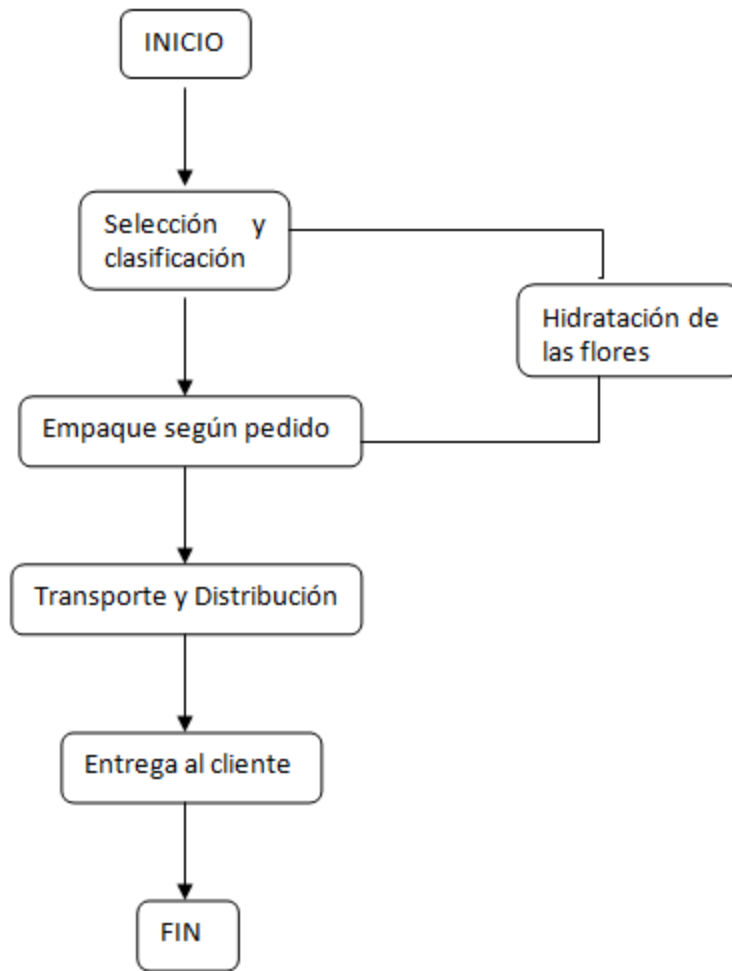 INICIO
Selección y
clasificación
Hidratación de
las flores
Empaque según pedido
Transporte y Distribución
Entrega al cliente
FIN